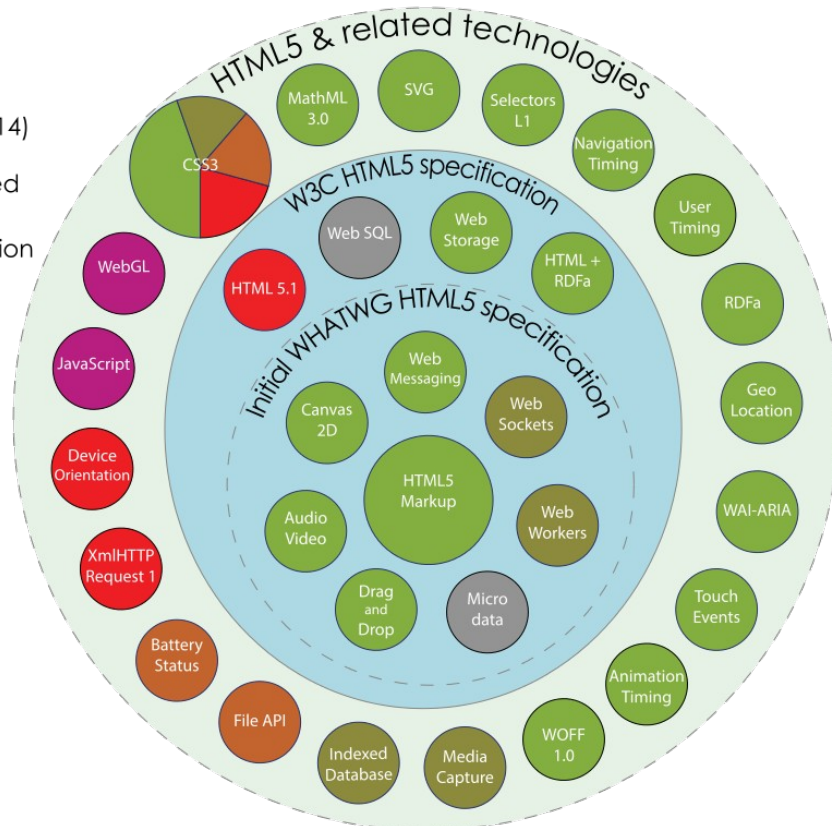 HTML5 & related technologies
14)
ed
ion
MathML
3.0
SVG
Selectors
L1
Navigation
Timing
CSS3
User
Timing
W3C HTML5 specification
Web SQL
Web
Storage
HTML +
RDFa
WebGL
HTML 5.1
RDFa
Initial WHATWG HTML5 specification
JavaScript
Web
Messaging
Geo
Location
Canvas
2D
Web
Sockets
Device
Orientation
HTML5
Markup
WAI-ARIA
Audio
Video
Web
Workers
XmlHTTP
Request 1
Drag
and
Drop
Micro
data
Touch
Events
Battery
Status
Animation
Timing
File API
WOFF
1.0
Indexed
Database
Media
Capture